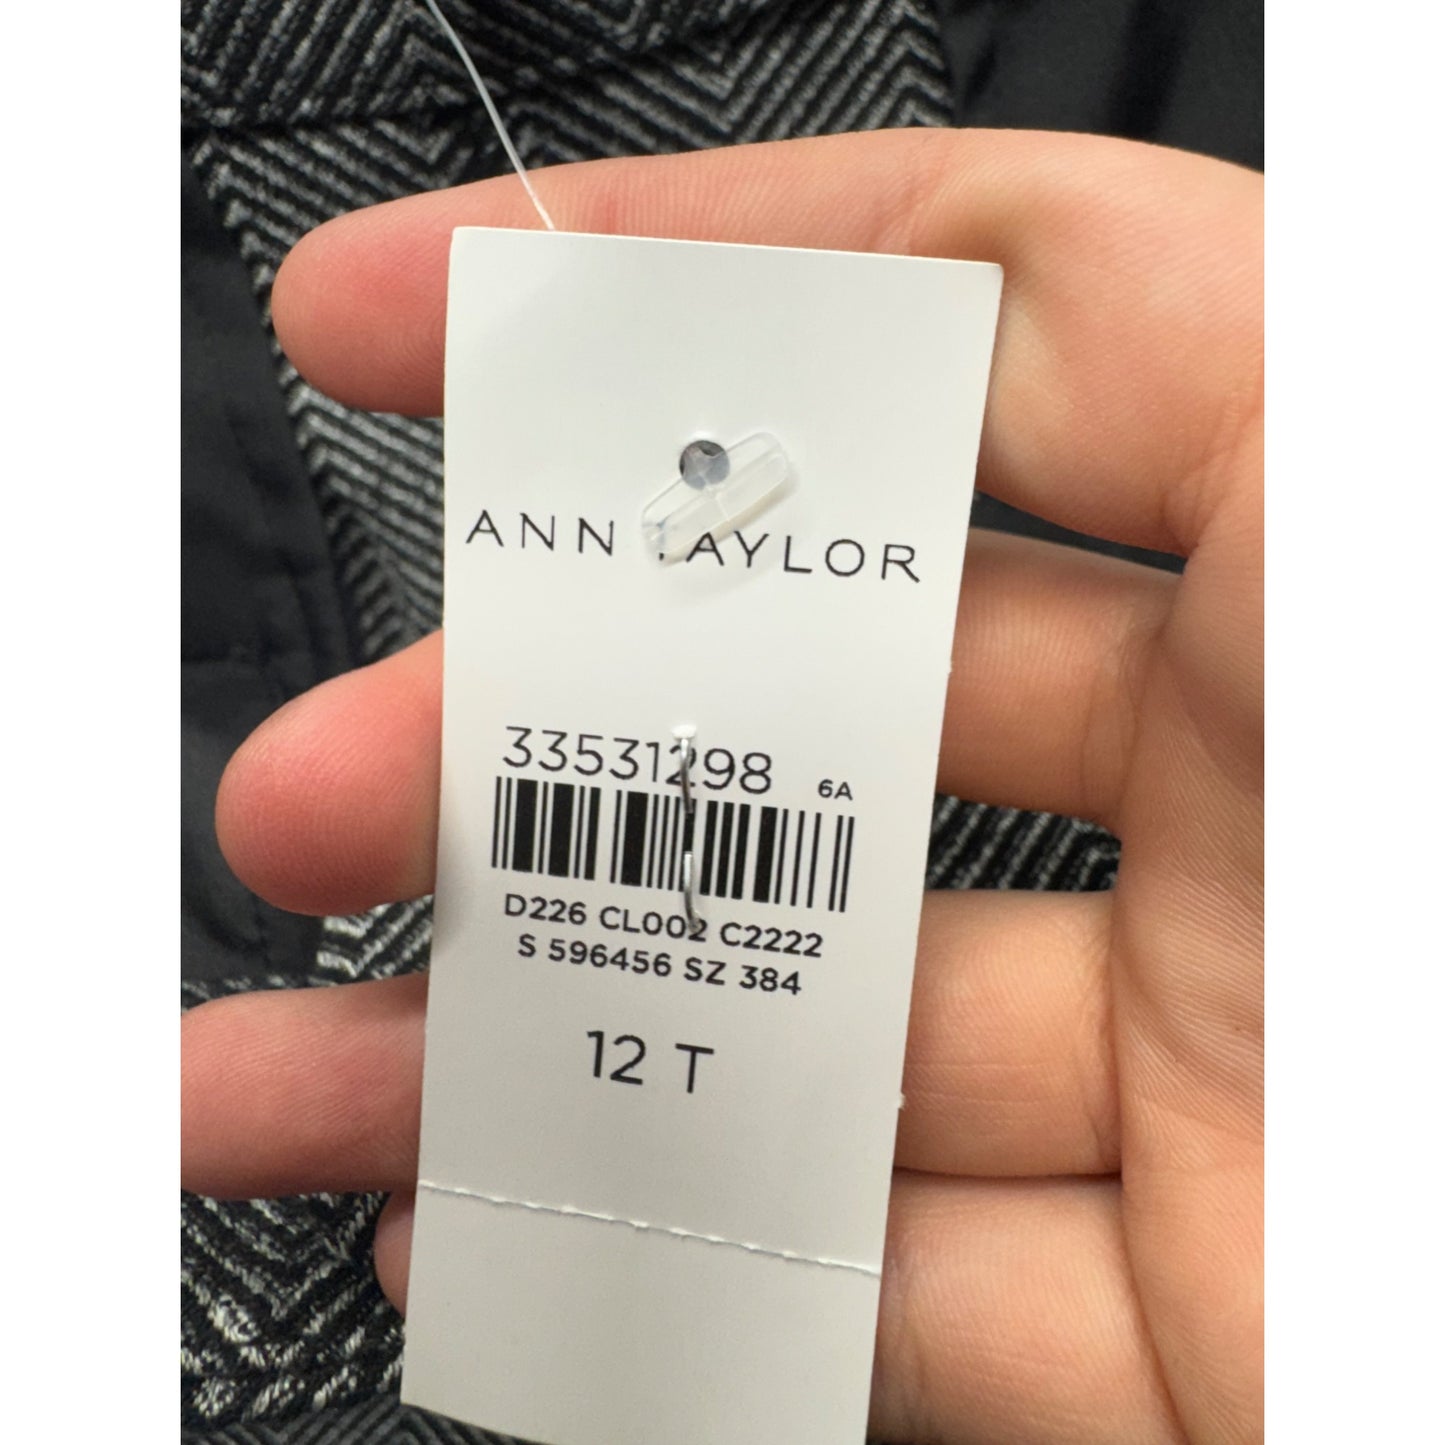 ANN TAYLOR
33531298 6A
D226 CL002 C2222
S 596456 SZ 384
12 T